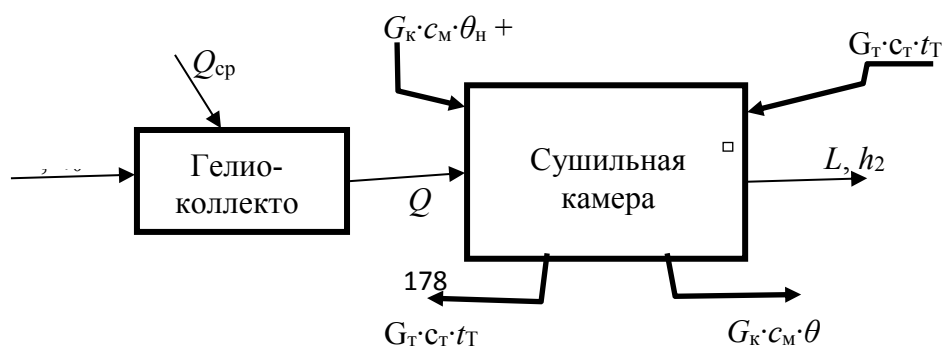 Gк·cм·θн +
Gт·cт·tТ
Qср
Гелио-
коллекто
Q
Сушильная
камера
L, h2
178
Gт·cт·tТ
Gк·cм·θ